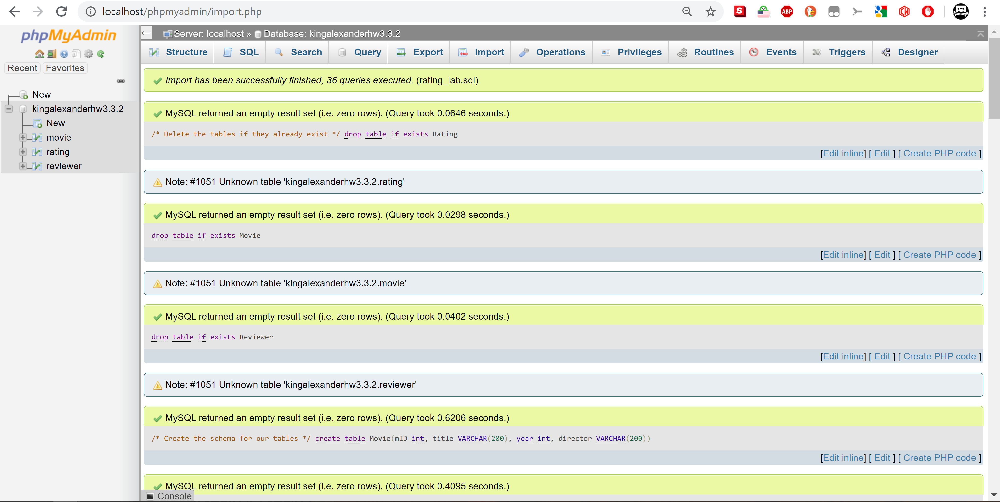 localhost/phpmyadmin/import.php
S
ABP
CW
phpMyAdmin
Recent
Favorites
New
kingalexanderhw3.3.2
New
movie
rating
reviewer
Server: localhost » Database: kingalexanderhw3.3.2
Structure SQL Search Query Export Import Operations Privileges Routines Events Triggers Designer
Import has been successfully finished, 36 queries executed. (rating_lab.sql)
MySQL returned an empty result set (i.e. zero rows). (Query took 0.0646 seconds.)
/* Delete the tables if they already exist */ drop table if exists Rating
[Edit inline] [ Edit ] [ Create PHP code ]
Note: #1051 Unknown table 'kingalexanderhw3.3.2.rating'
MySQL returned an empty result set (i.e. zero rows). (Query took 0.0298 seconds.)
drop table if exists Movie
[Edit inline] [ Edit ] [ Create PHP code ]
Note: #1051 Unknown table 'kingalexanderhw3.3.2.movie'
MySQL returned an empty result set (i.e. zero rows). (Query took 0.0402 seconds.)
drop table if exists Reviewer
[Edit inline] [ Edit ] [ Create PHP code ]
Note: #1051 Unknown table 'kingalexanderhw3.3.2.reviewer'
MySQL returned an empty result set (i.e. zero rows). (Query took 0.6206 seconds.)
/* Create the schema for our tables */ create table Movie(mID int, title VARCHAR(200), year int, director VARCHAR(200))
[Edit inline] [ Edit ] [ Create PHP code ]
MySQL returned an empty result set (i.e. zero rows). (Query took 0.4095 seconds.)
Console